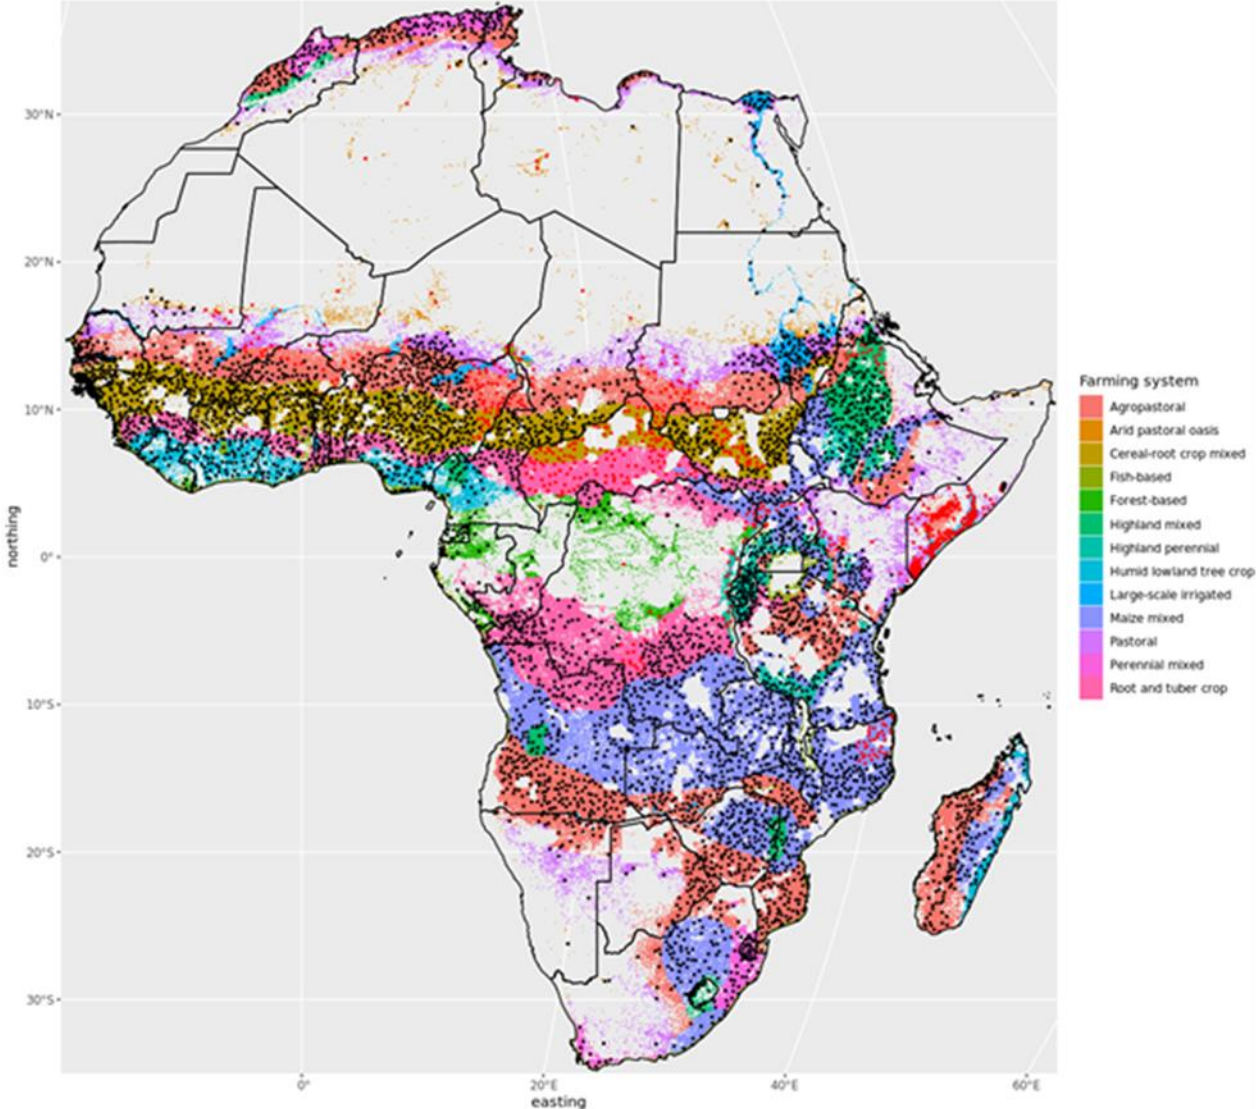 30°N
20°N
10°N
0°
10°S
20°S
30°S
northing
0°
20°E
40°E
60°E
easting
Farming system
Agropastoral
Arid pastoral oasis
Cereal-root crop mixed
Fish-based
Forest-based
Highland mixed
Highland perennial
Humid lowland tree crop
Large-scale irrigated
Maize mixed
Pastoral
Perennial mixed
Root and tuber crop